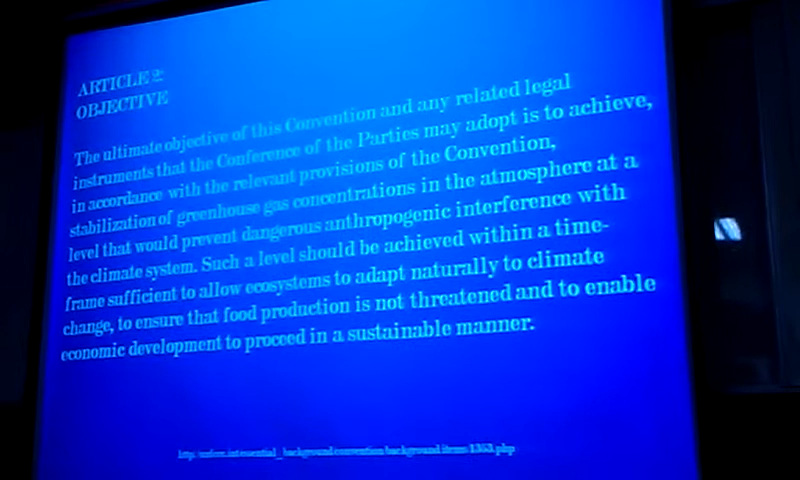 ARTICLE 2:
OBJECTIVE
The ultimate objective of this Convention and any related legal
instruments that the Conference of the Parties may adopt is to achieve,
in accordance with the relevant provisions of the Convention,
stabilization of greenhouse gas concentrations in the atmosphere at a
level that would prevent dangerous anthropogenic interference with
the climate system. Such a level should be achieved within a time-
frame sufficient to allow ecosystems to adapt naturally to climate
change, to ensure that food production is not threatened and to enable
economic development to proceed in a sustainable manner.